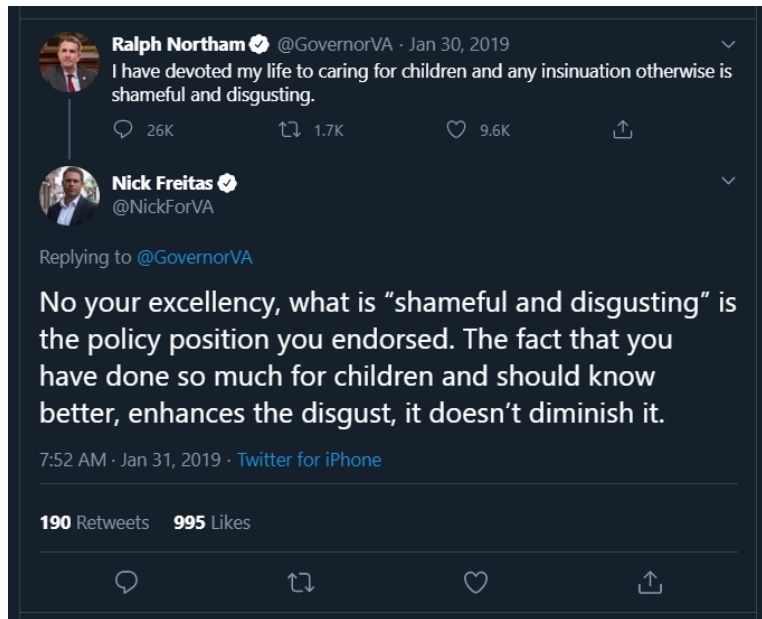 Ralph Northam @GovernorVA · Jan 30, 2019
I have devoted my life to caring for children and any insinuation otherwise is
shameful and disgusting.
26K 1.7K 9.6K
Nick Freitas
@NickForVA
Replying to @GovernorVA
No your excellency, what is “shameful and disgusting” is
the policy position you endorsed. The fact that you
have done so much for children and should know
better, enhances the disgust, it doesn’t diminish it.
7:52 AM · Jan 31, 2019 · Twitter for iPhone
190 Retweets 995 Likes